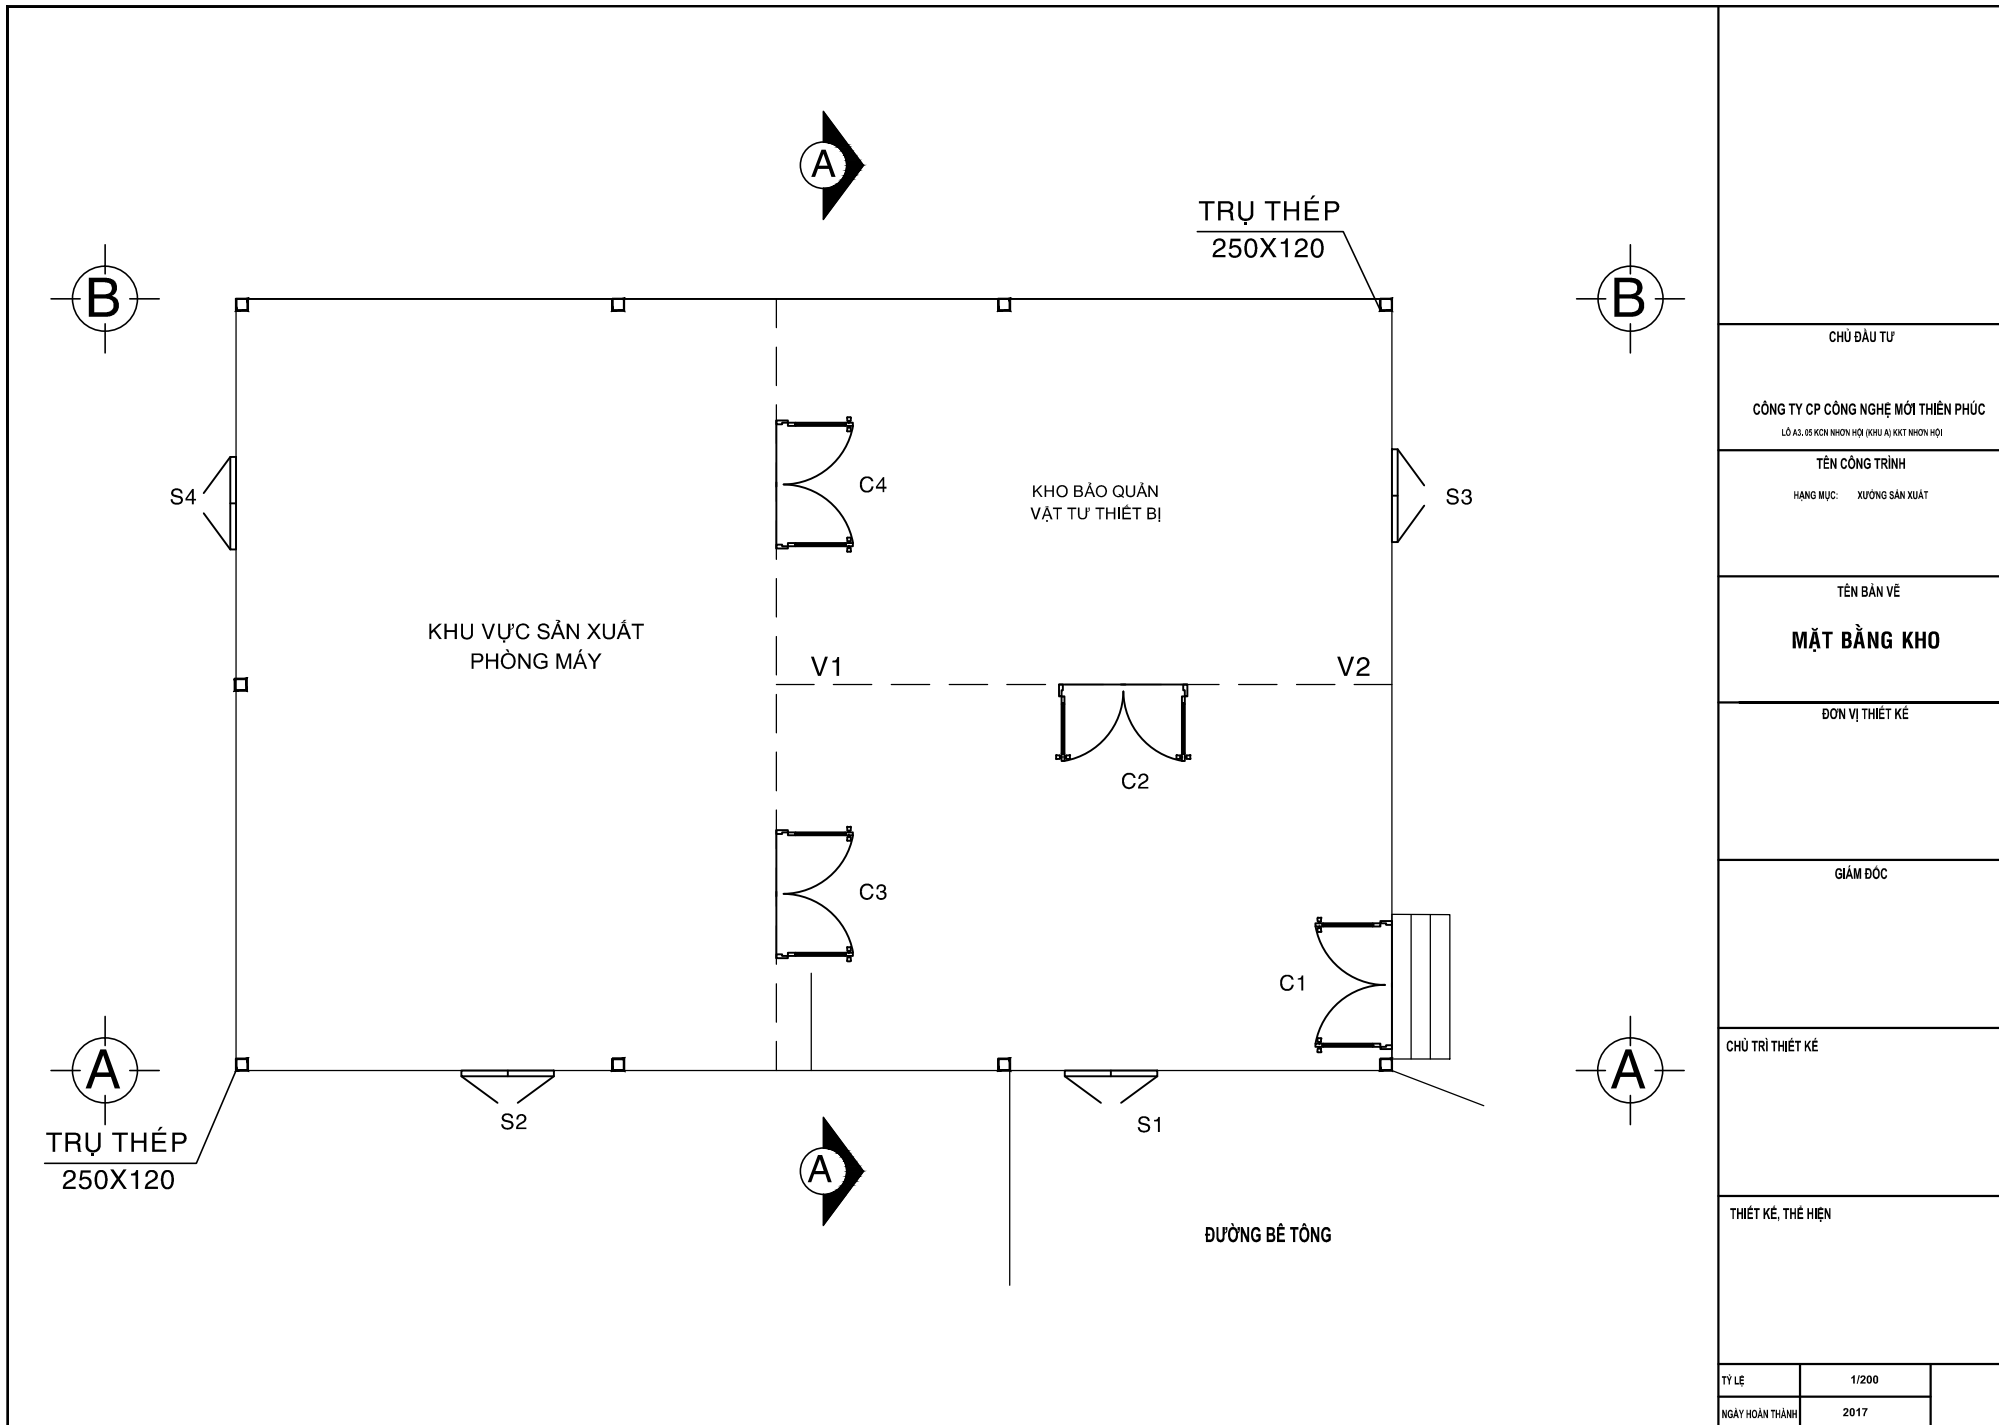 A
TRỤ THÉP
250X120
B
B
S4
C4
KHO BẢO QUẢN
VẬT TƯ THIẾT BỊ
S3
KHU VỰC SẢN XUẤT
PHÒNG MÁY
V1
V2
C2
C3
C1
A
A
TRỤ THÉP
250X120
S2
S1
A
ĐƯỜNG BÊ TÔNG
CHỦ ĐẦU TƯ
CÔNG TY CP CÔNG NGHỆ MỚI THIÊN PHÚC
LÔ A3.05 KCN NHƠN HỘI (KHU A) KKT NHƠN HỘI
TÊN CÔNG TRÌNH
HẠNG MỤC: XƯỞNG SẢN XUẤT
TÊN BẢN VẼ
MẶT BẰNG KHO
ĐƠN VỊ THIẾT KẾ
GIÁM ĐỐC
CHỦ TRÌ THIẾT KẾ
THIẾT KẾ, THỂ HIỆN
TỶ LỆ 1/200
NGÀY HOÀN THÀNH 2017